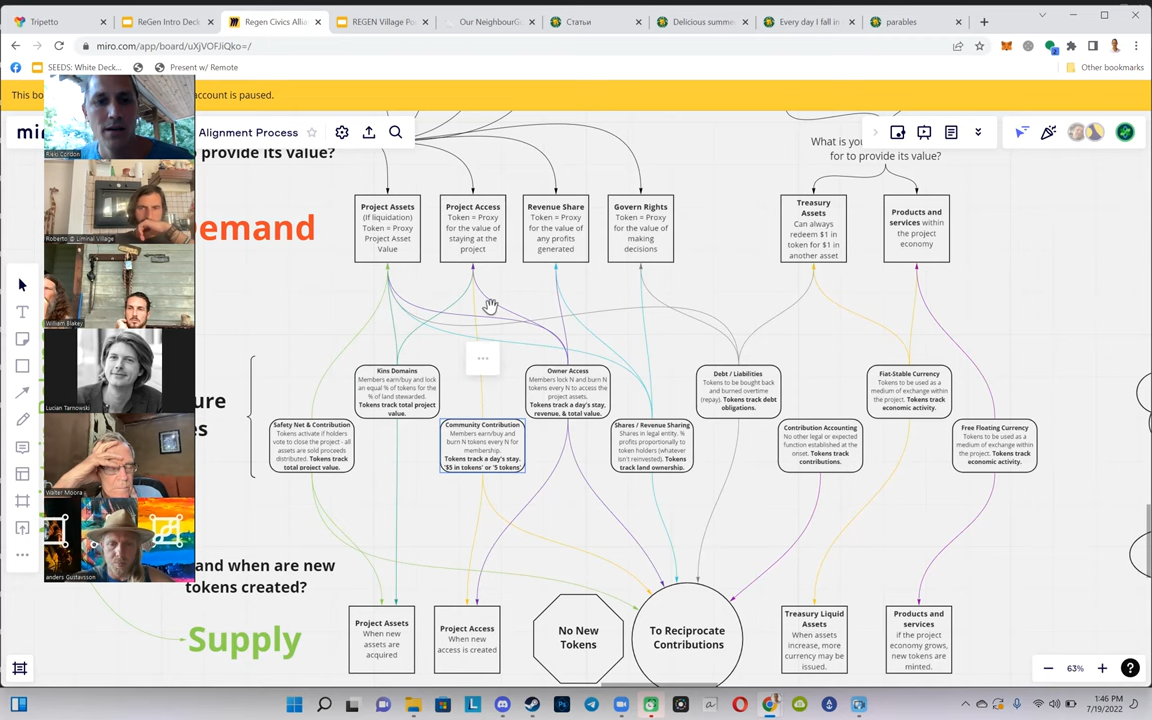 Tripetto
ReGen Intro Deck
Regen Civics Allia
REGEN Village Po
Our NeighbourG
Статьи
Delicious summe
Every day I fall in
parables
miro.com/app/board/uXjVOFJiQko=/
SEEDS: White Deck...
Present w/ Remote
Other bookmarks
This bo
account is paused.
Alignment Process
provide its value?
What is you
for to provide its value?
emand
Project Assets
(If liquidation)
Token = Proxy
Project Asset
Value
Project Access
Token = Proxy
for the value of
staying at the
project
Revenue Share
Token = Proxy
for the value of
any profits
generated
Govern Rights
Token = Proxy
for the value of
making
decisions
Treasury
Assets
Can always
redeem $1 in
token for $1 in
another asset
Products and
services within
the project
economy
Rieki Cordon
Roberto @ Liminal Village
William Blakey
Lucian Tarnowski
Walter Moora
anders Gustavsson
ure
es
Kins Domains
Members earn/buy and lock
an equal % of tokens for the
% of land stewarded.
Tokens track total project
value.
Owner Access
Members lock N and burn N
tokens every N to access the
project assets.
Tokens track a day's stay,
revenue, & total value.
Debt / Liabilities
Tokens to be bought back
and burned overtime
(repay). Tokens track debt
obligations.
Fiat-Stable Currency
Tokens to be used as a
medium of exchange within
the project. Tokens track
economic activity.
Safety Net & Contribution
Tokens activate if holders
vote to close the project - all
assets are sold proceeds
distributed. Tokens track
total project value.
Community Contribution
Members earn/buy and
burn N tokens every N for
membership.
Tokens track a day's stay.
'$5 in tokens' or '5 tokens'
Shares / Revenue Sharing
Shares in legal entity. %
profits proportionally to
token holders (whatever
isn't reinvested). Tokens
track land ownership.
Contribution Accounting
No other legal or expected
function established at the
onset. Tokens track
contributions.
Free Floating Currency
Tokens to be used as a
medium of exchange within
the project. Tokens track
economic activity.
and when are new
tokens created?
Supply
Project Assets
When new
assets are
acquired
Project Access
When new
access is created
No New
Tokens
To Reciprocate
Contributions
Treasury Liquid
Assets
When assets
increase, more
currency may be
issued.
Products and
services
if the project
economy grows,
new tokens are
minted.
63%
1:46 PM
7/19/2022